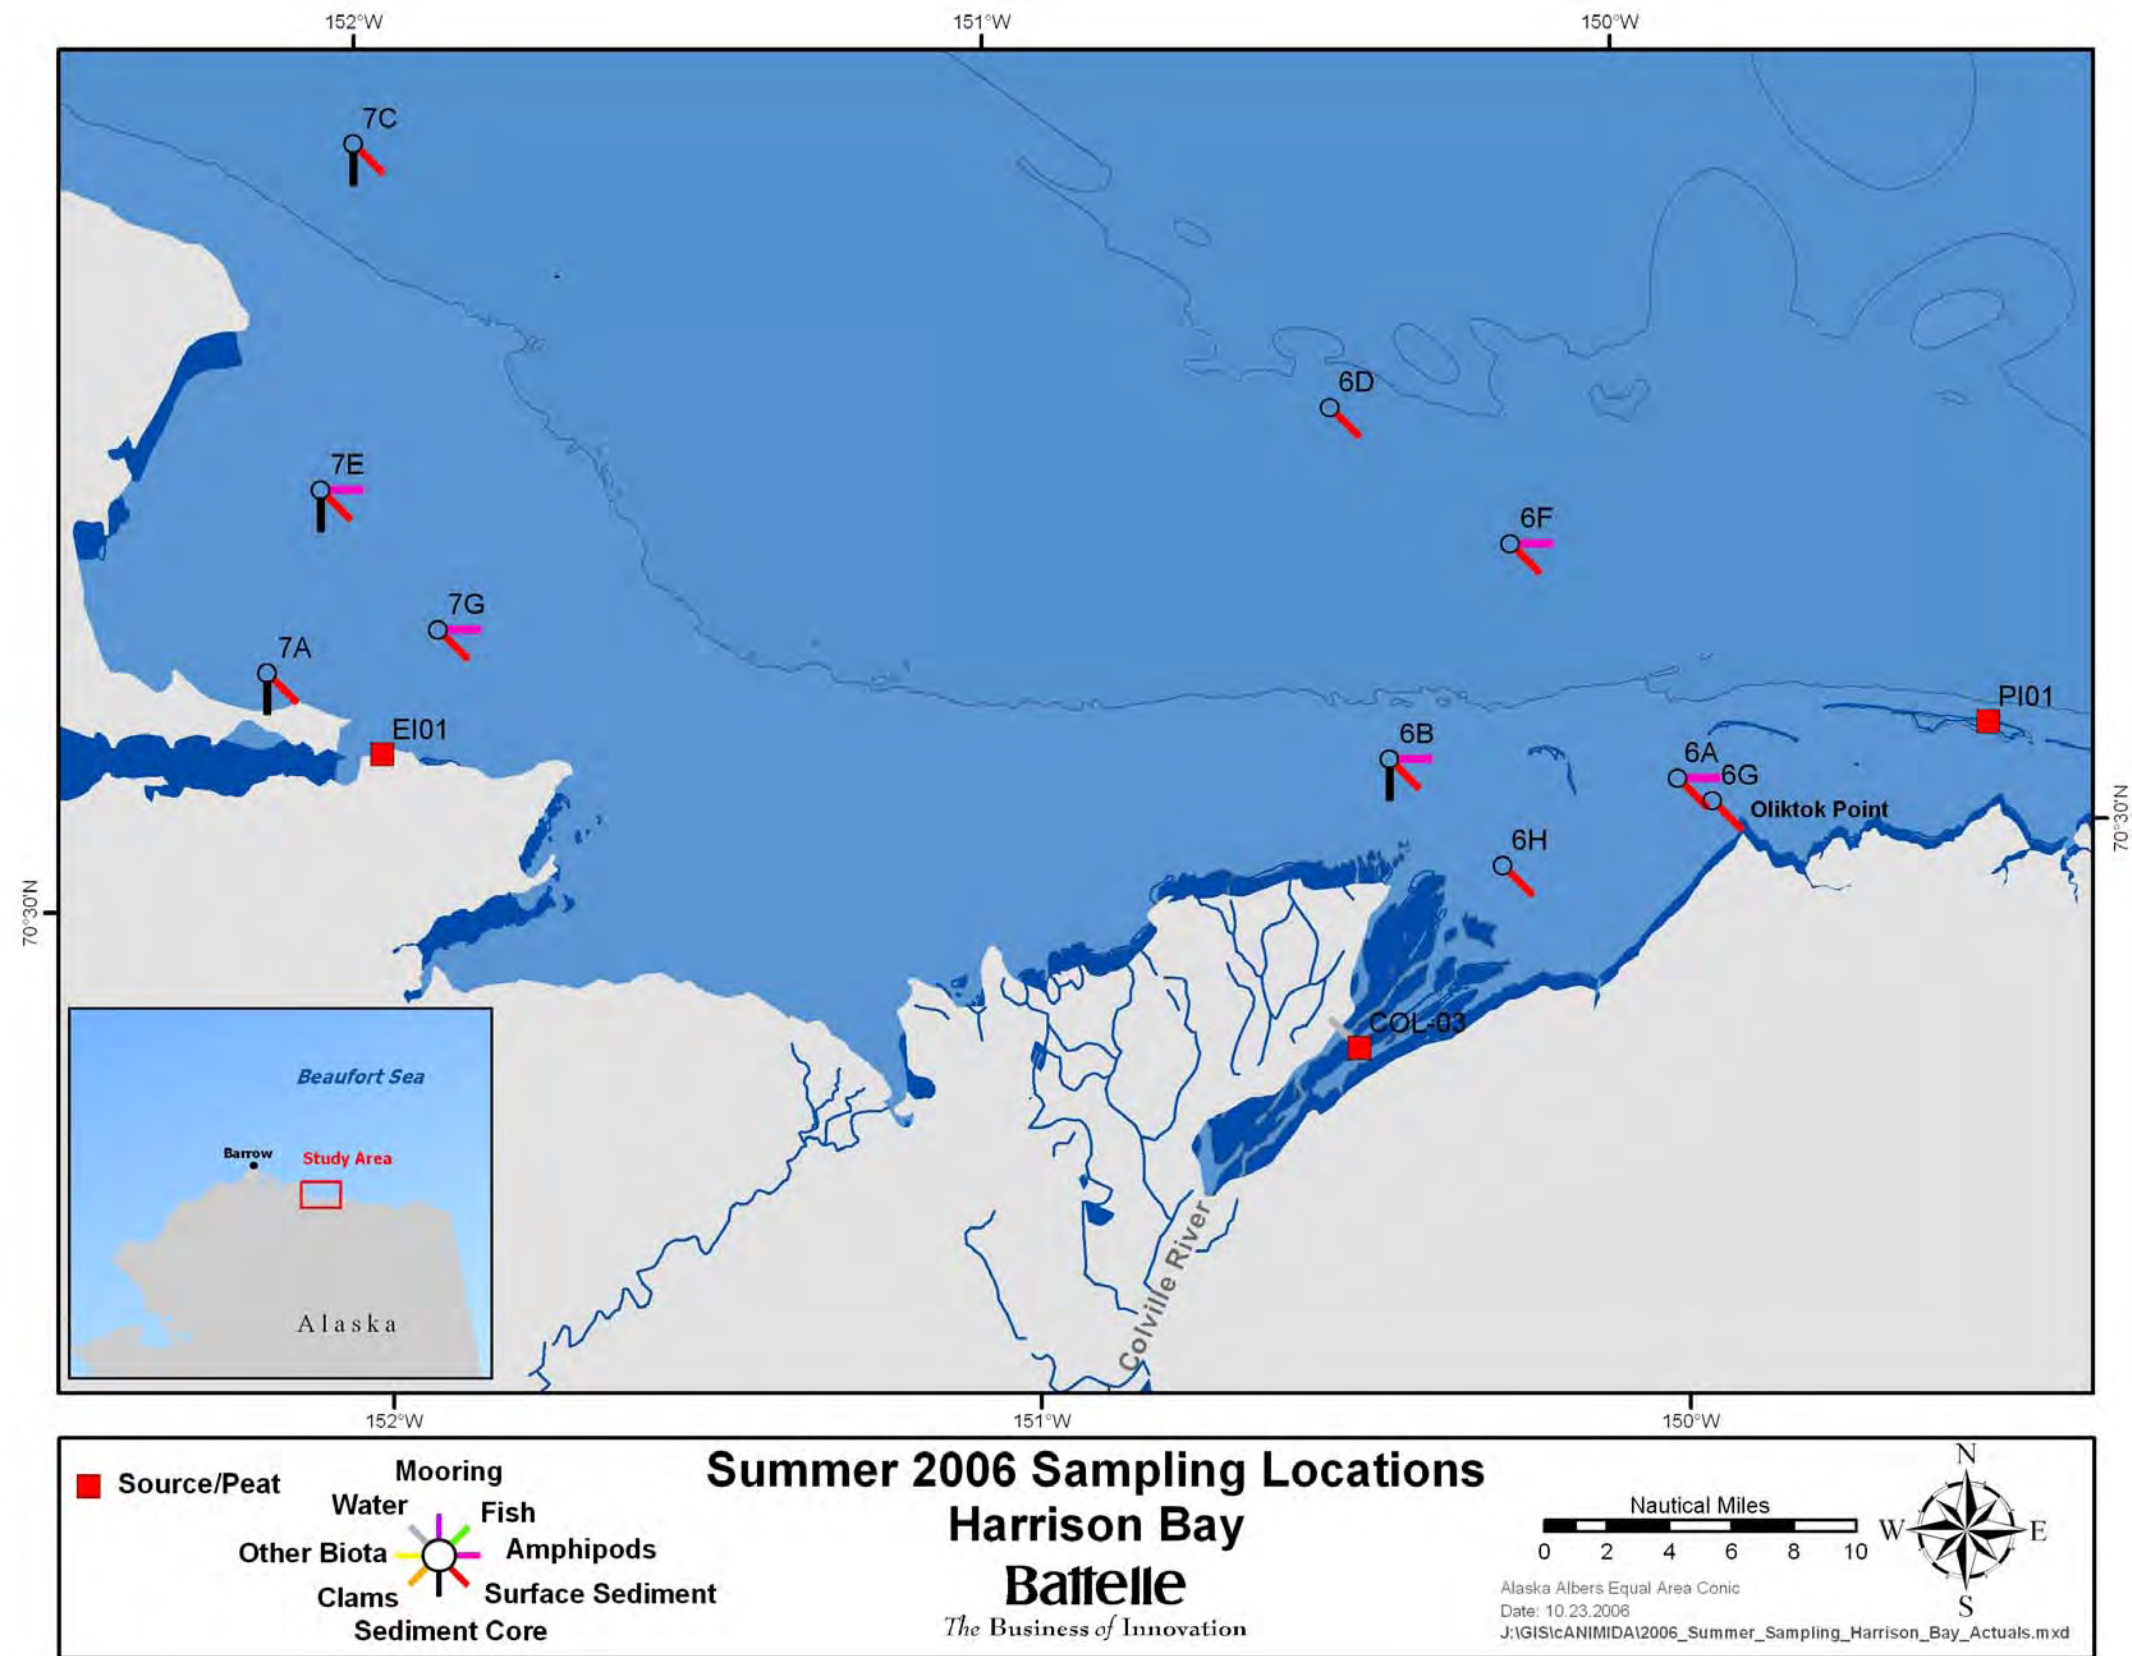 152°W
151°W
150°W
7C
6D
7E
6F
7G
7A
PI01
EI01
6B
6A
6G
Oliktok Point
70°30'N
6H
70°30'N
COL-03
Beaufort Sea
Barrow
Study Area
Colville River
Alaska
152°W
151°W
150°W
Source/Peat
Mooring
Water
Fish
Other Biota
Amphipods
Clams
Surface Sediment
Sediment Core
Summer 2006 Sampling Locations
Harrison Bay
Battelle
The Business of Innovation
Nautical Miles
0 2 4 6 8 10
N
W
E
S
Alaska Albers Equal Area Conic
Date: 10.23.2006
J:\GIS\cANIMIDA\2006_Summer_Sampling_Harrison_Bay_Actuals.mxd